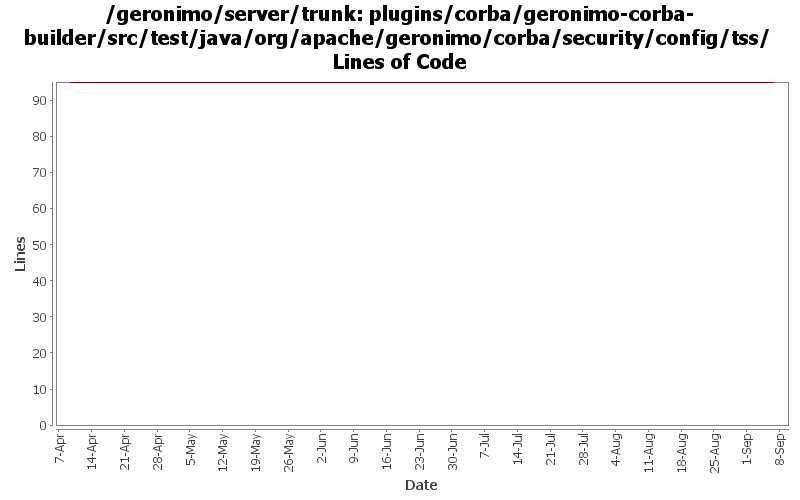 /geronimo/server/trunk: plugins/corba/geronimo-corba-
builder/src/test/java/org/apache/geronimo/corba/security/config/tss/
Lines of Code
90
80
70
60
50
40
30
20
10
0
Lines
7-Apr
14-Apr
21-Apr
28-Apr
5-May
12-May
19-May
26-May
2-Jun
9-Jun
16-Jun
23-Jun
30-Jun
7-Jul
14-Jul
21-Jul
28-Jul
4-Aug
11-Aug
18-Aug
25-Aug
1-Sep
8-Sep
Date